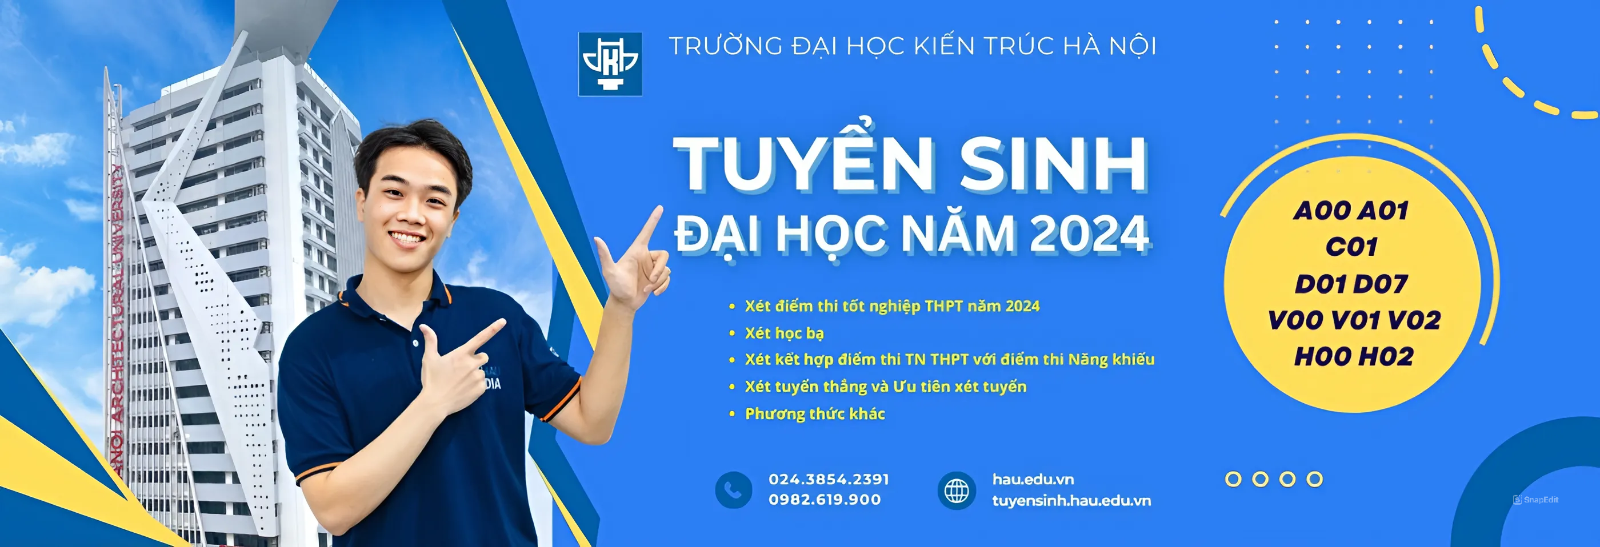 TRƯỜNG ĐẠI HỌC KIẾN TRÚC HÀ NỘI
TUYỂN SINH
ĐẠI HỌC NĂM 2024
• Xét điểm thi tốt nghiệp THPT năm 2024
• Xét học bạ
• Xét kết hợp điểm thi TN THPT với điểm thi Năng khiếu
• Xét tuyển thẳng và Ưu tiên xét tuyển
• Phương thức khác
024.3854.2391
0982.619.900
hau.edu.vn
tuyensinh.hau.edu.vn
A00 A01
C01
D01 D07
V00 V01 V02
H00 H02
ARCHITECTURAL UNIVERSITY
SnapEdit